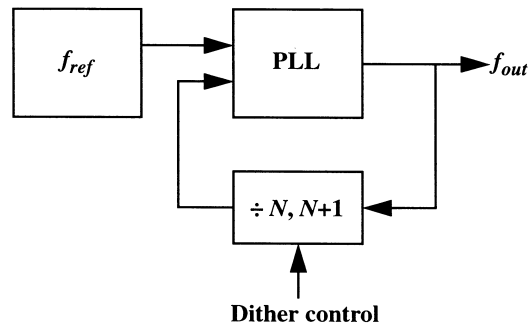 f_ref
PLL
f_out
÷ N, N+1
Dither control